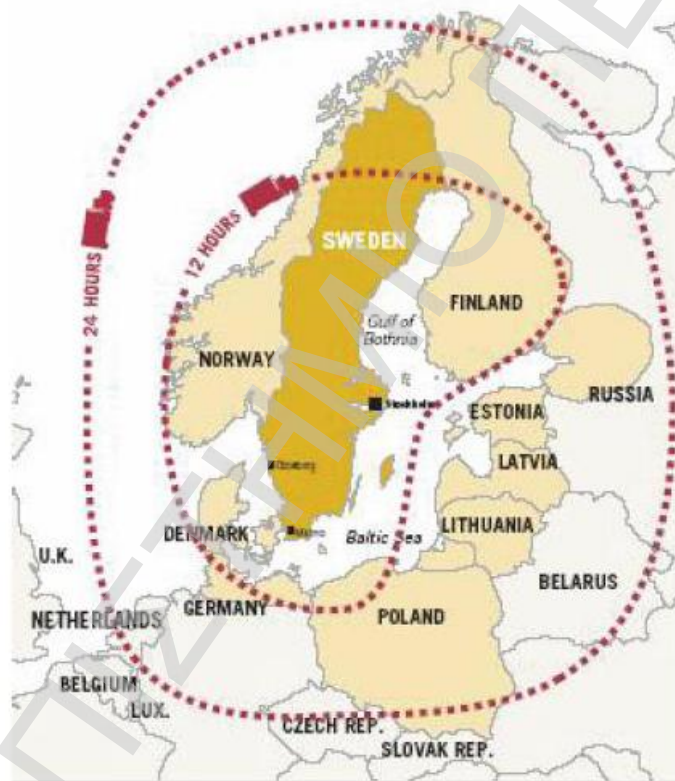 24 HOURS
12 HOURS
SWEDEN
FINLAND
Gulf of
Bothnia
NORWAY
RUSSIA
Stockholm
ESTONIA
LATVIA
DENMARK
LITHUANIA
Baltic Sea
U.K.
BELARUS
NETHERLANDS
GERMANY
POLAND
BELGIUM
LUX.
CZECH REP.
SLOVAK REP.